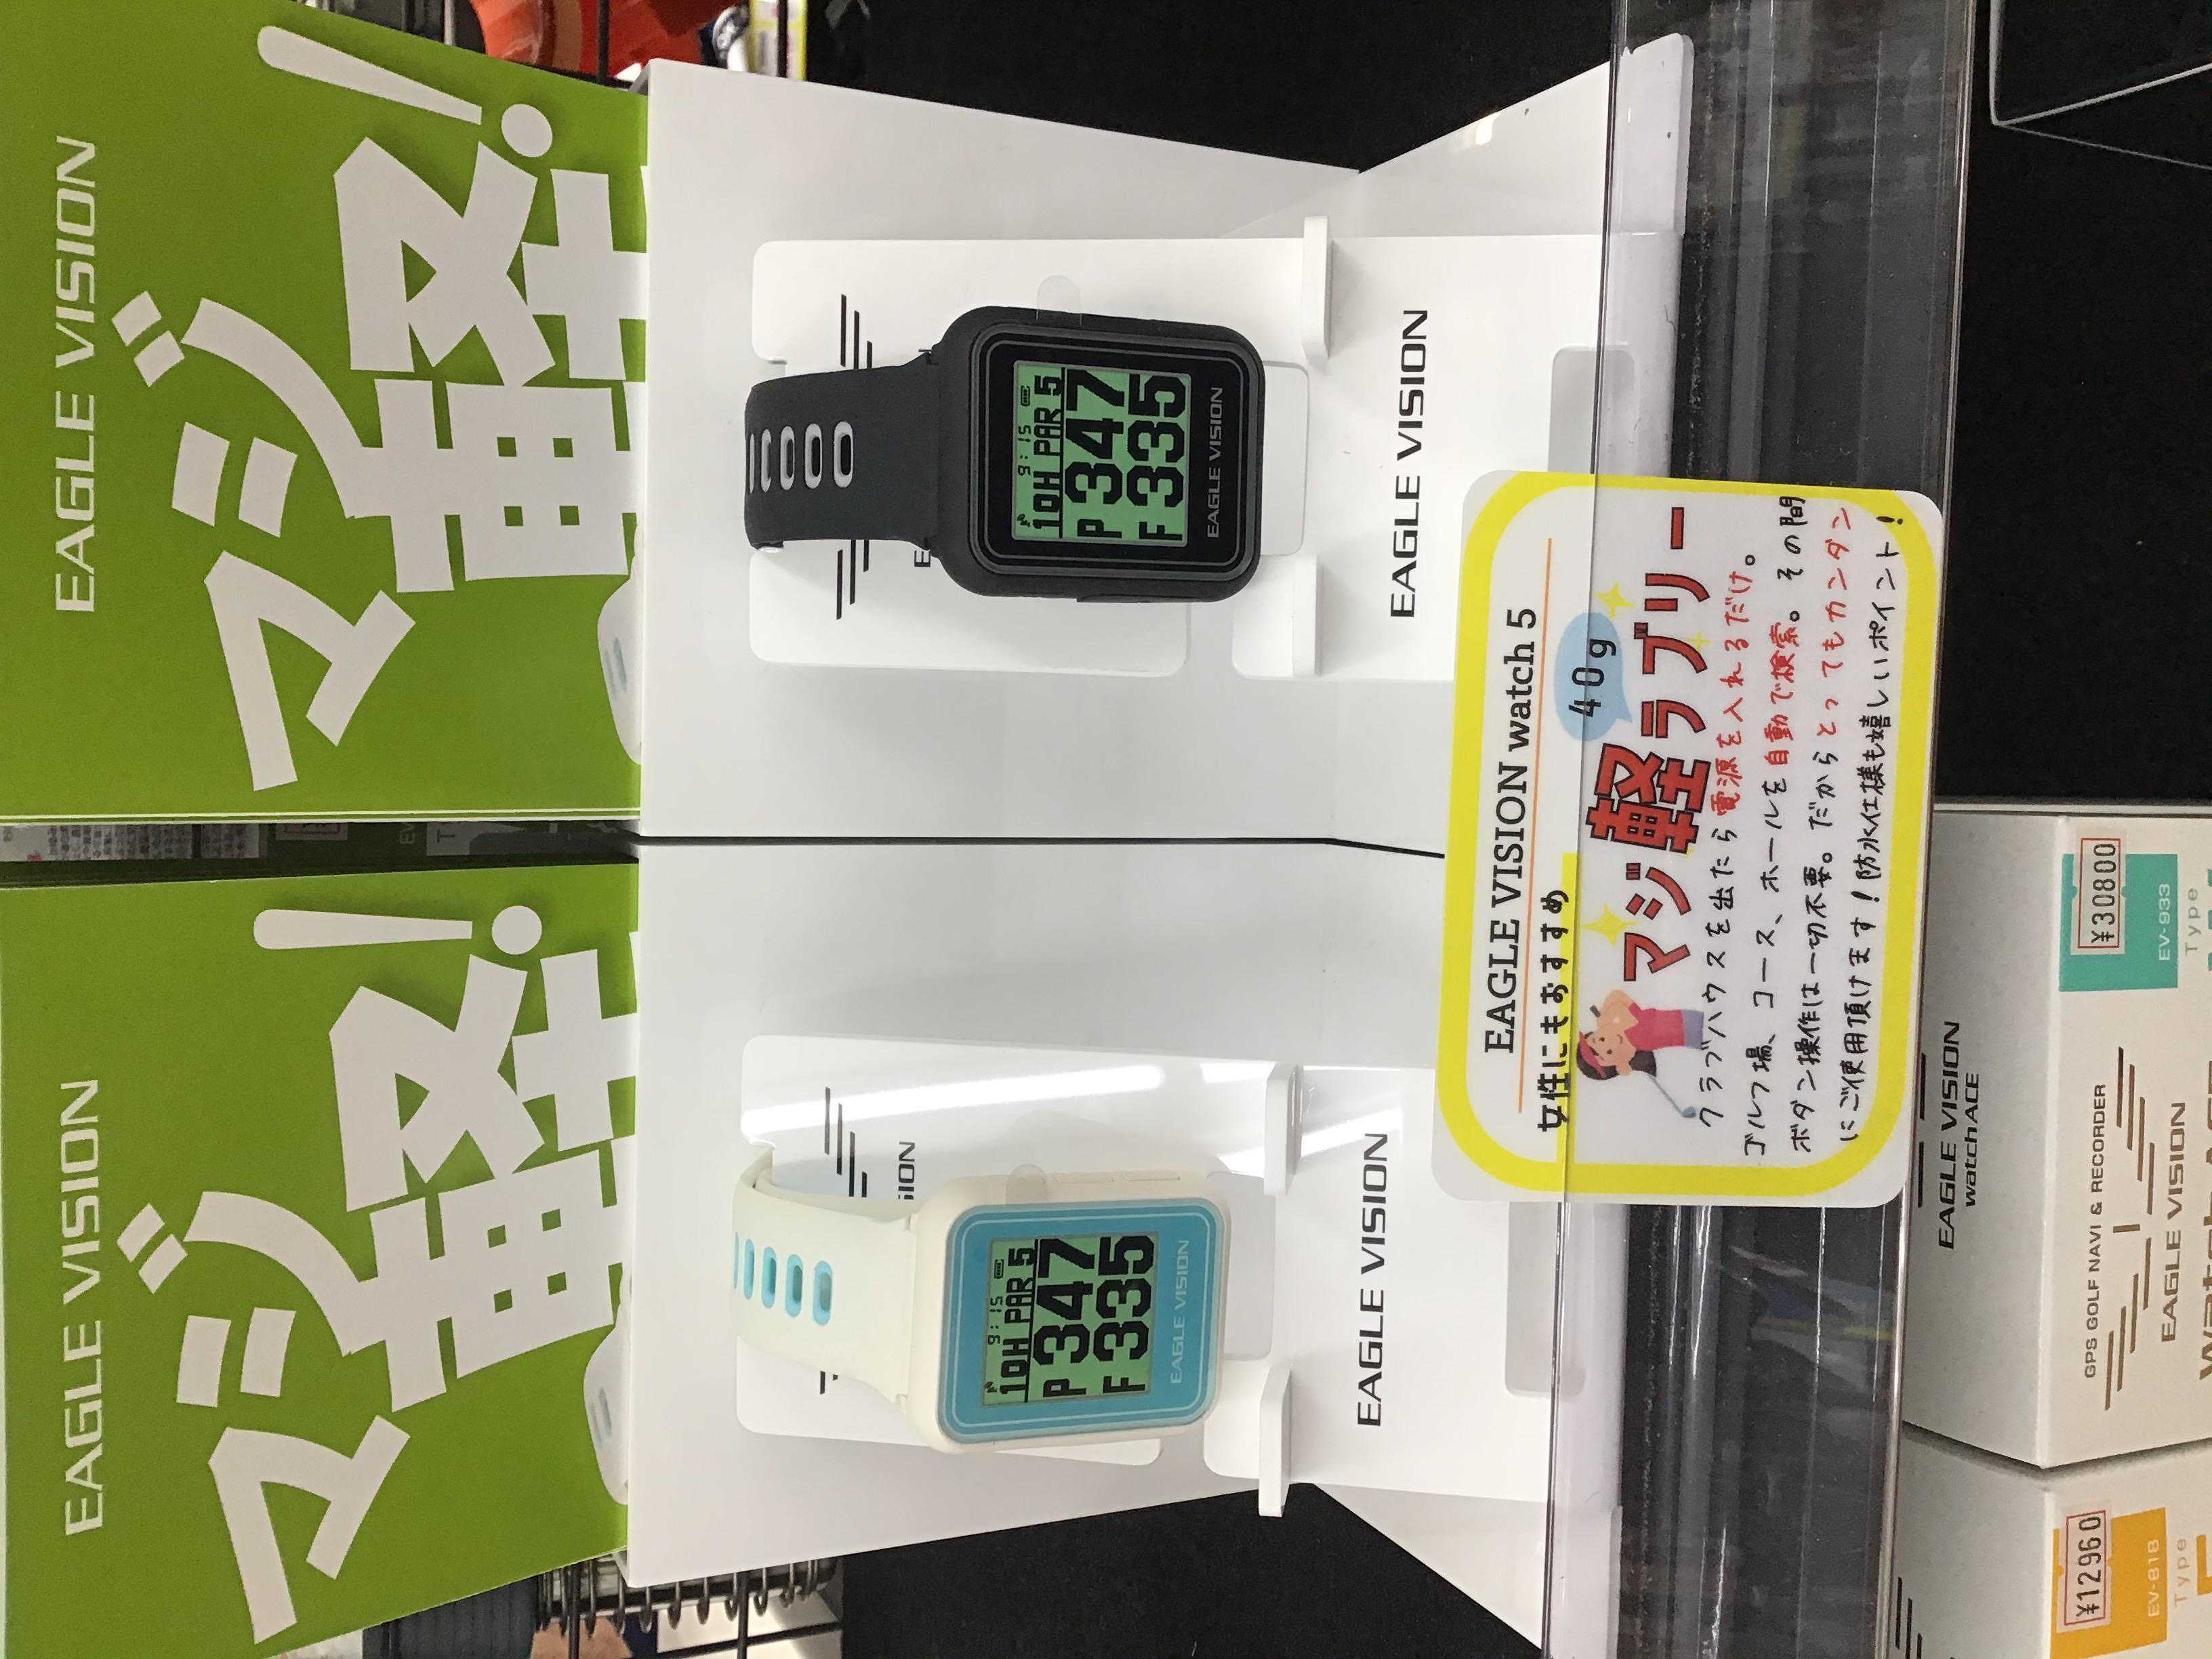 EAGLE VISION
マジ軽ッ!
EAGLE VISION
マジ軽ッ!
EAGLE VISION
9:15
10H PAR 5
P 347
F 335
EAGLE VISION
EAGLE VISION
9:15
10H PAR 5
P 347
F 335
EAGLE VISION
EAGLE VISION watch 5
女性にもおすすめ
40g
マジ軽ラブリー
クラブハウスを出たら電源を入れるだけ。
ゴルフ場、コース、ホールを自動で検索。その間
ボタン操作は一切不要。だからとってもカンタン
にご使用頂けます!防水仕様も嬉しいポイント!
EAGLE VISION
watch ACE
¥12960
EV-818
Type
GPS GOLF NAVI & RECORDER
EAGLE VISION
¥30800
EV-933
Type